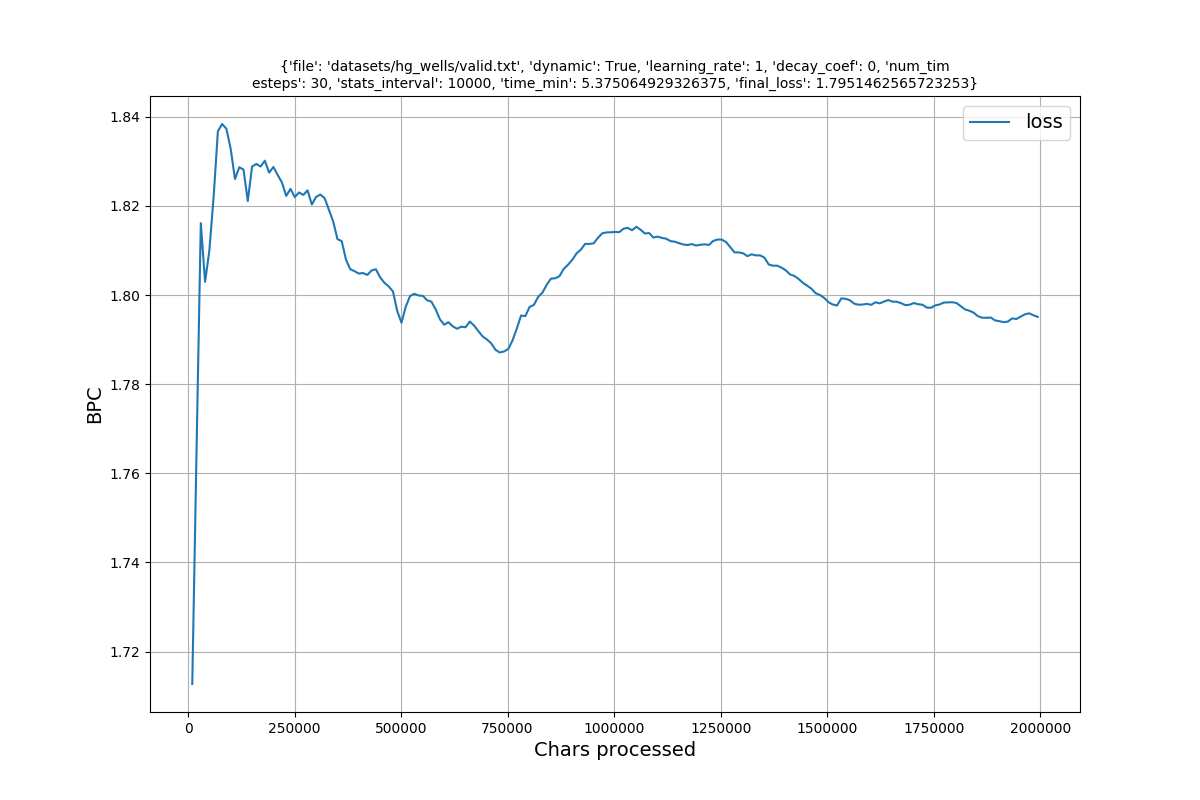 {'file': 'datasets/hg_wells/valid.txt', 'dynamic': True, 'learning_rate': 1, 'decay_coef': 0, 'num_tim
esteps': 30, 'stats_interval': 10000, 'time_min': 5.375064929326375, 'final_loss': 1.7951462565723253}
loss
1.84
1.82
1.80
1.78
1.76
1.74
1.72
BPC
0 250000 500000 750000 1000000 1250000 1500000 1750000 2000000
Chars processed